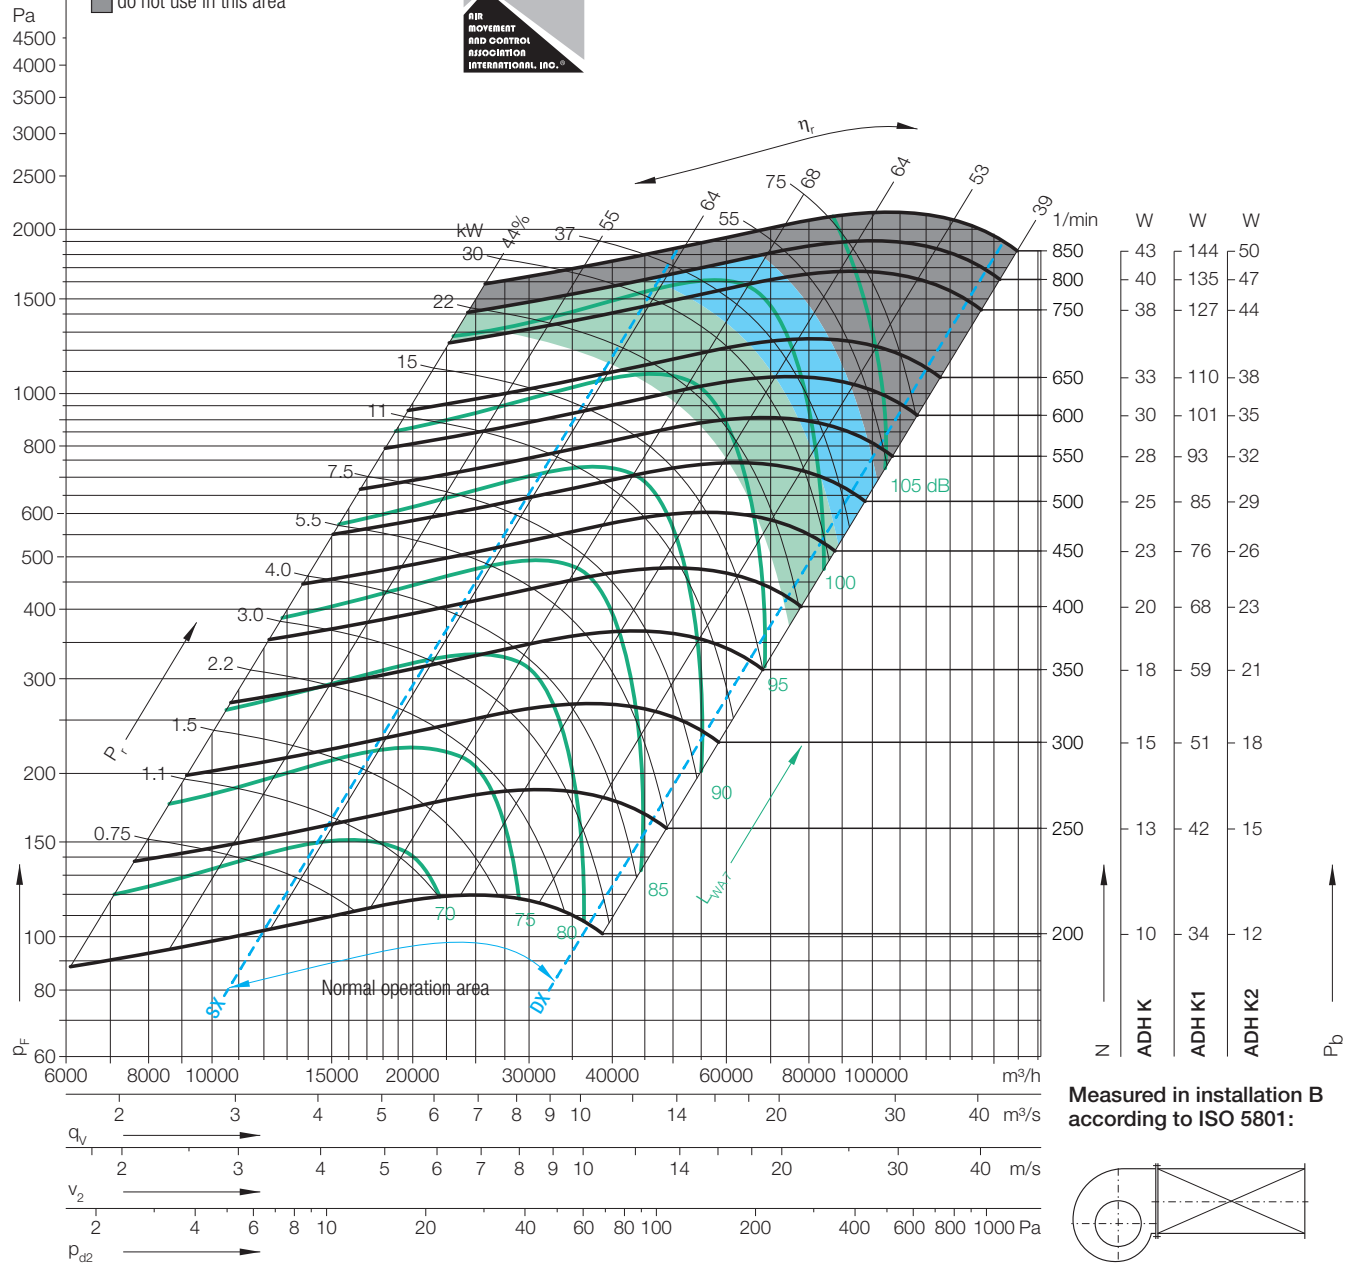 do not use in this area
Pa
4500
4000
3500
3000
2500
2000
1500
1000
800
600
500
400
300
200
150
100
80
60
pF
AIR
MOVEMENT
AND CONTROL
ASSOCIATION
INTERNATIONAL, INC.®
ηr
44%
55
64
68
64
53
39
kW
75
55
37
30
22
15
11
7.5
5.5
4.0
3.0
2.2
1.5
1.1
0.75
Pr
105 dB
100
95
90
85
80
75
70
LWA7
SX
DX
Normal operation area
1/min W W W
850 43 144 50
800 40 135 47
750 38 127 44
650 33 110 38
600 30 101 35
550 28 93 32
500 25 85 29
450 23 76 26
400 20 68 23
350 18 59 21
300 15 51 18
250 13 42 15
200 10 34 12
N ADH K ADH K1 ADH K2 Pb
6000 8000 10000 15000 20000 30000 40000 60000 80000 100000 m³/h
2 3 4 5 6 7 8 9 10 14 20 30 40 m³/s
qV
2 3 4 5 6 7 8 9 10 14 20 30 40 m/s
v2
2 4 6 8 10 20 40 60 80 100 200 400 600 800 1000 Pa
pd2
Measured in installation B
according to ISO 5801: